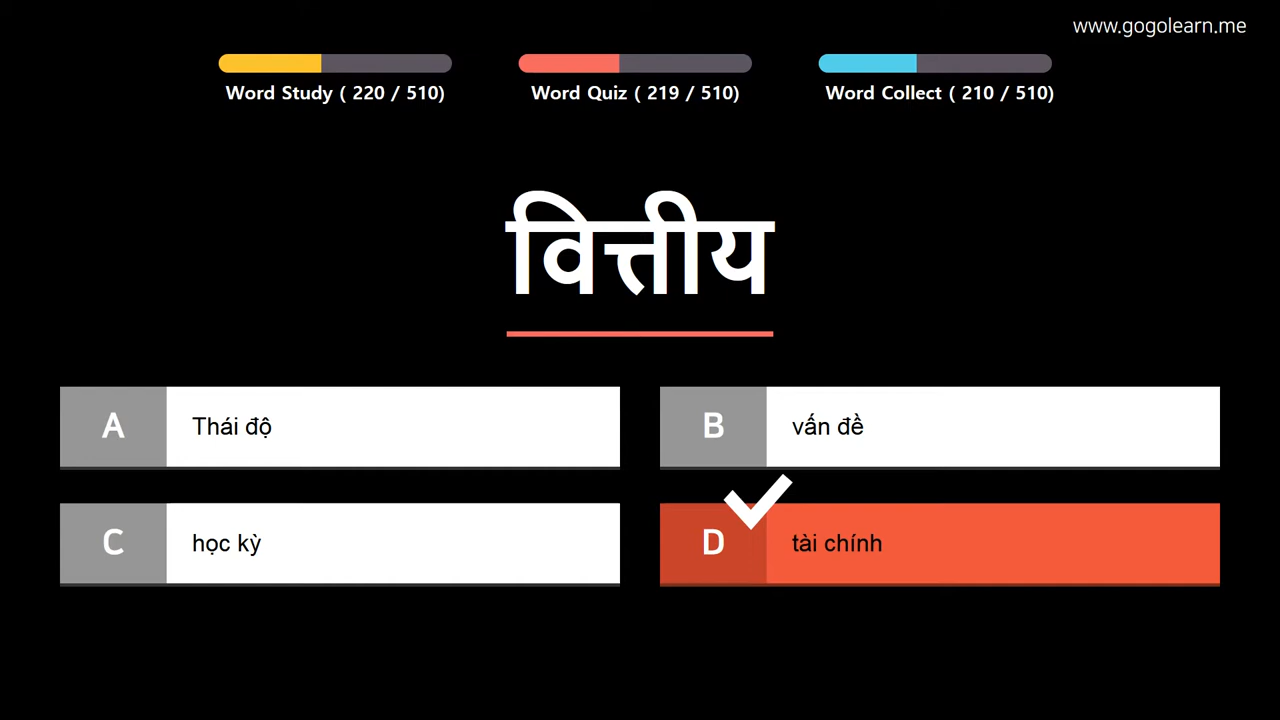 www.gogolearn.me
Word Study ( 220 / 510)
Word Quiz ( 219 / 510)
Word Collect ( 210 / 510)
वित्तीय
A Thái độ
B vấn đề
C học kỳ
D tài chính